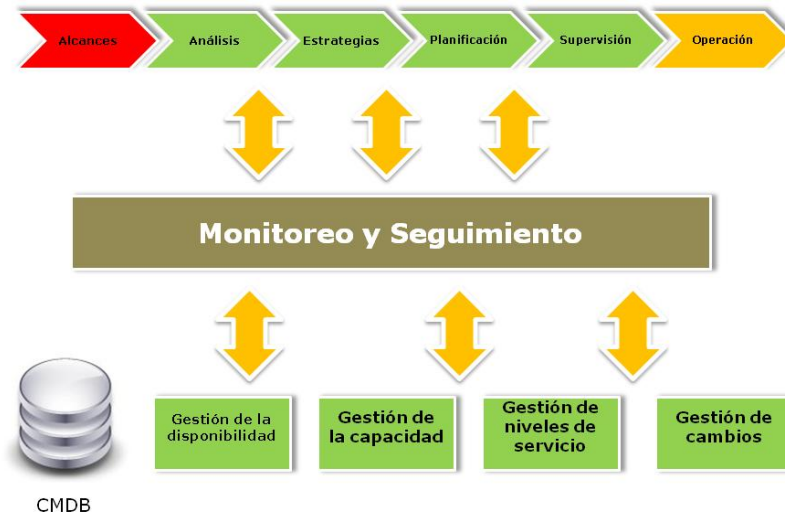 Alcances
Análisis
Estrategias
Planificación
Supervisión
Operación
Monitoreo y Seguimiento
Gestión de la
disponibilidad
Gestión de
la capacidad
Gestión de
niveles de
servicio
Gestión de
cambios
CMDB